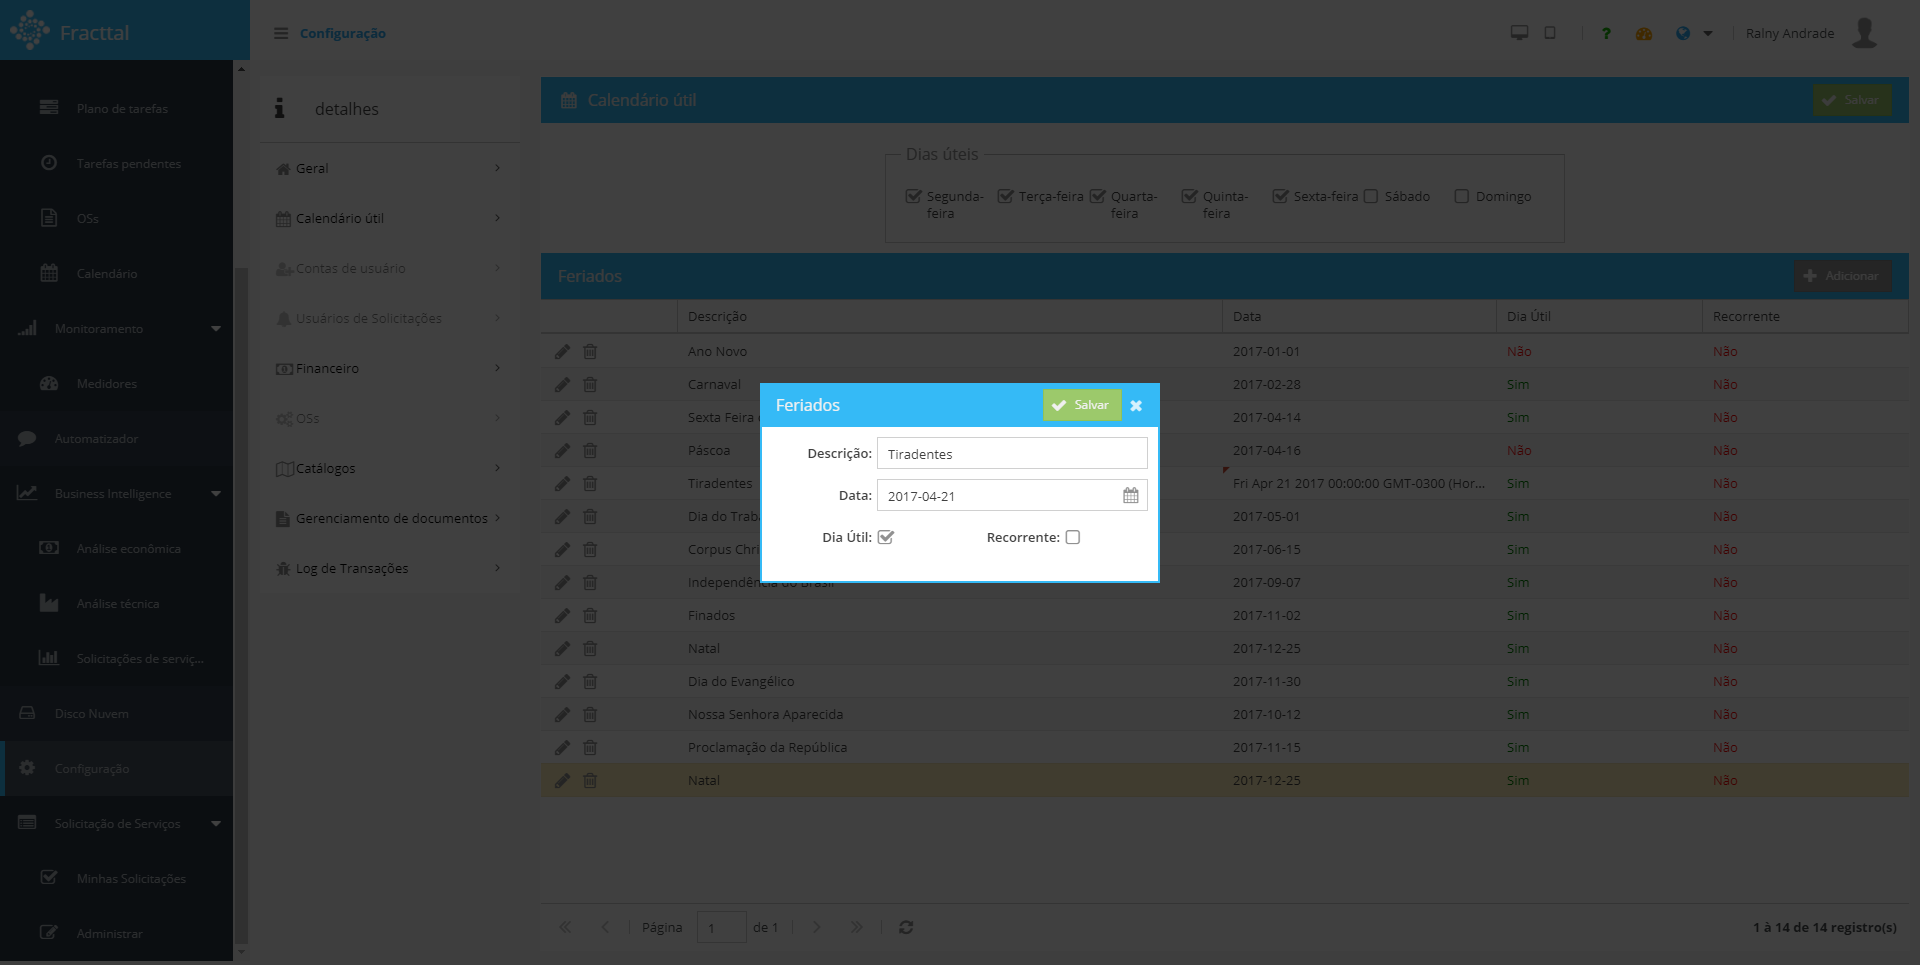 Fracttal
Configuração
?
Ralny Andrade
Plano de tarefas
Tarefas pendentes
OSs
Calendário
Monitoramento
Medidores
Automatizador
Business Intelligence
Análise econômica
Análise técnica
Solicitações de serviç...
Disco Nuvem
Configuração
Solicitação de Serviços
Minhas Solicitações
Administrar
detalhes
Geral
Calendário útil
Contas de usuário
Usuários de Solicitações
Financeiro
OSs
Catálogos
Gerenciamento de documentos
Log de Transações
Calendário útil
Salvar
Dias úteis
Segunda-feira Terça-feira Quarta-feira Quinta-feira Sexta-feira Sábado Domingo
Feriados
Adicionar
Descrição Data Dia Útil Recorrente
Ano Novo 2017-01-01 Não Não
Carnaval 2017-02-28 Sim Não
Sexta Feira 2017-04-14 Sim Não
Páscoa 2017-04-16 Não Não
Tiradentes Fri Apr 21 2017 00:00:00 GMT-0300 (Hor... Sim Não
Dia do Trab 2017-05-01 Sim Não
Corpus Chri 2017-06-15 Sim Não
Independência do Brasil 2017-09-07 Sim Não
Finados 2017-11-02 Sim Não
Natal 2017-12-25 Sim Não
Dia do Evangélico 2017-11-30 Sim Não
Nossa Senhora Aparecida 2017-10-12 Sim Não
Proclamação da República 2017-11-15 Sim Não
Natal 2017-12-25 Sim Não
Feriados
Salvar
Descrição: Tiradentes
Data: 2017-04-21
Dia Útil: Recorrente:
Página 1 de 1
1 à 14 de 14 registro(s)